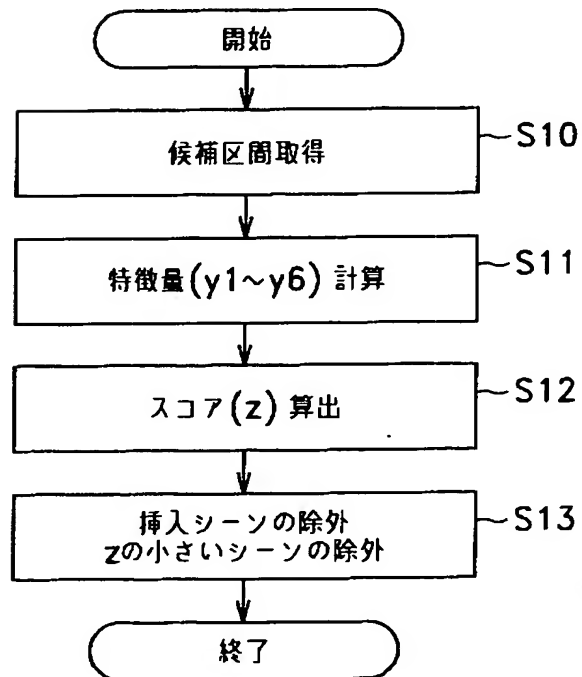 開始
候補区間取得
S10
特徴量(y1～y6)計算
S11
スコア(z)算出
S12
挿入シーンの除外
zの小さいシーンの除外
S13
終了